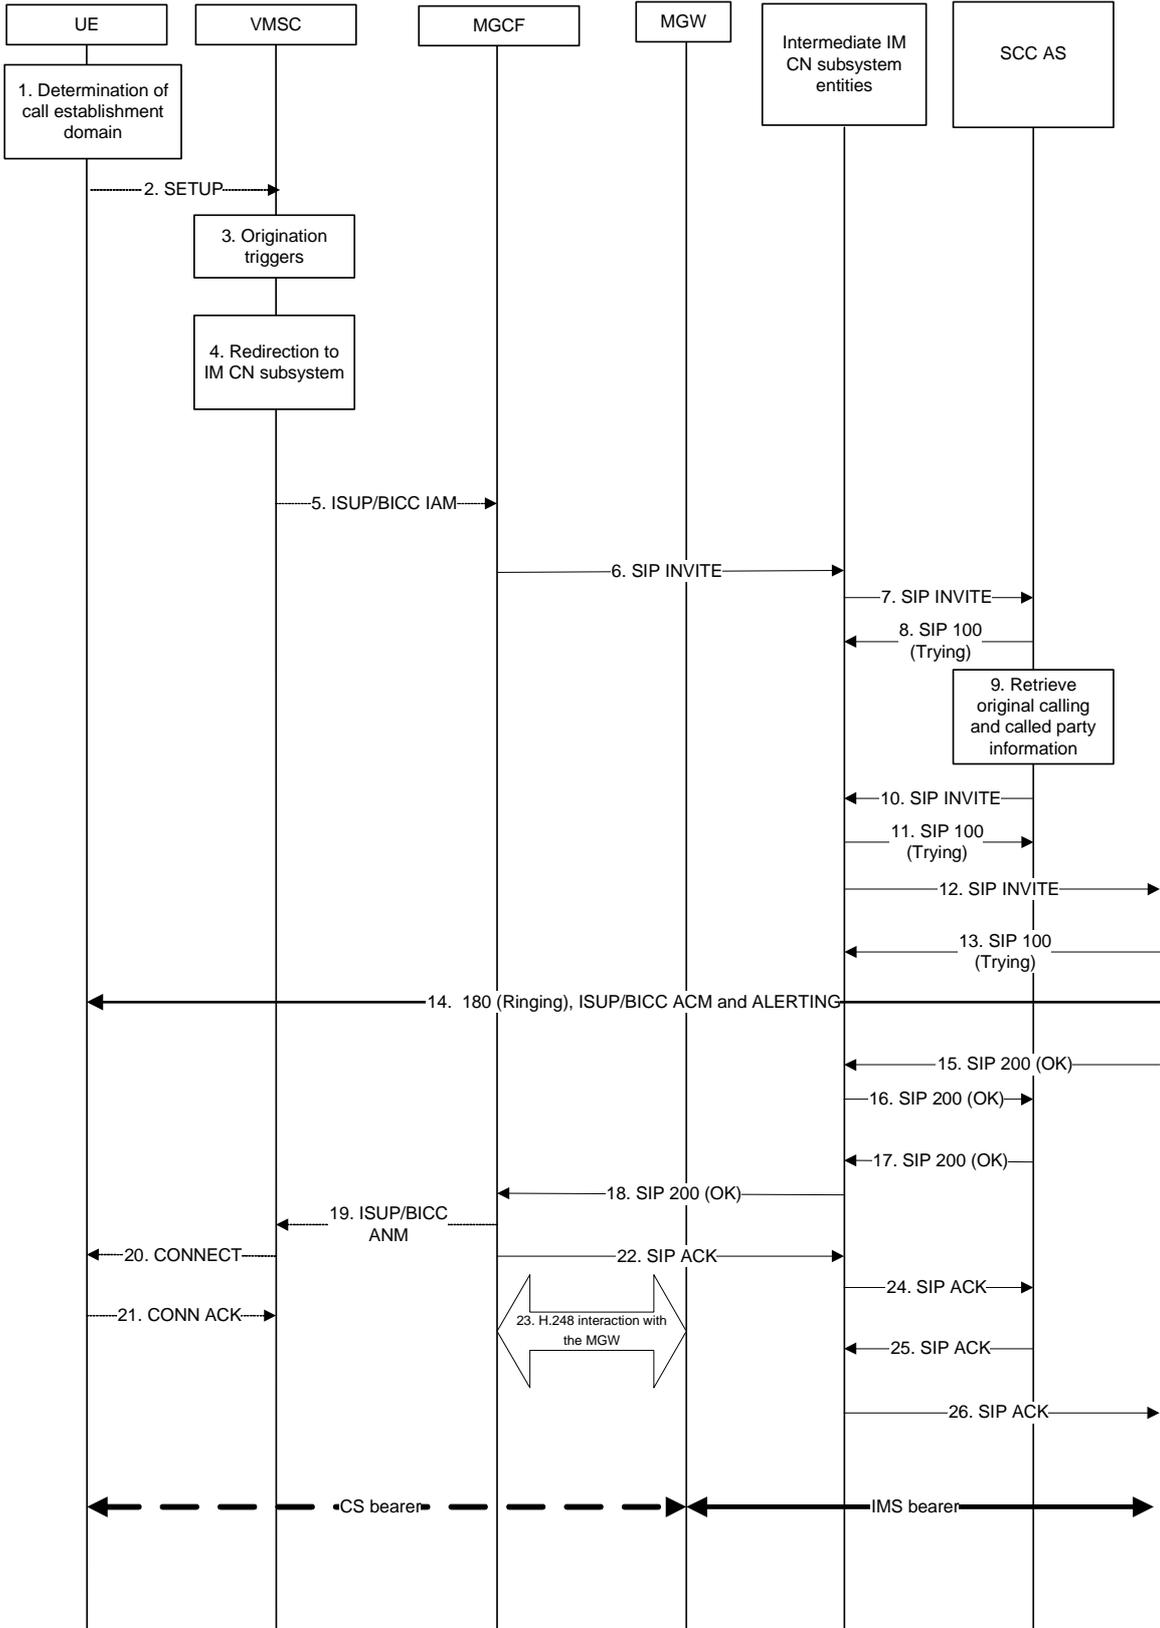 UE
VMSC
MGCF
MGW
Intermediate IM
CN subsystem
entities
SCC AS
1. Determination of
call establishment
domain
2. SETUP
3. Origination
triggers
4. Redirection to
IM CN subsystem
5. ISUP/BICC IAM
6. SIP INVITE
7. SIP INVITE
8. SIP 100
(Trying)
9. Retrieve
original calling
and called party
information
10. SIP INVITE
11. SIP 100
(Trying)
12. SIP INVITE
13. SIP 100
(Trying)
14.  180 (Ringing), ISUP/BICC ACM and ALERTING
15. SIP 200 (OK)
16. SIP 200 (OK)
17. SIP 200 (OK)
18. SIP 200 (OK)
19. ISUP/BICC
ANM
20. CONNECT
22. SIP ACK
24. SIP ACK
21. CONN ACK
23. H.248 interaction with
the MGW
25. SIP ACK
26. SIP ACK
CS bearer
IMS bearer